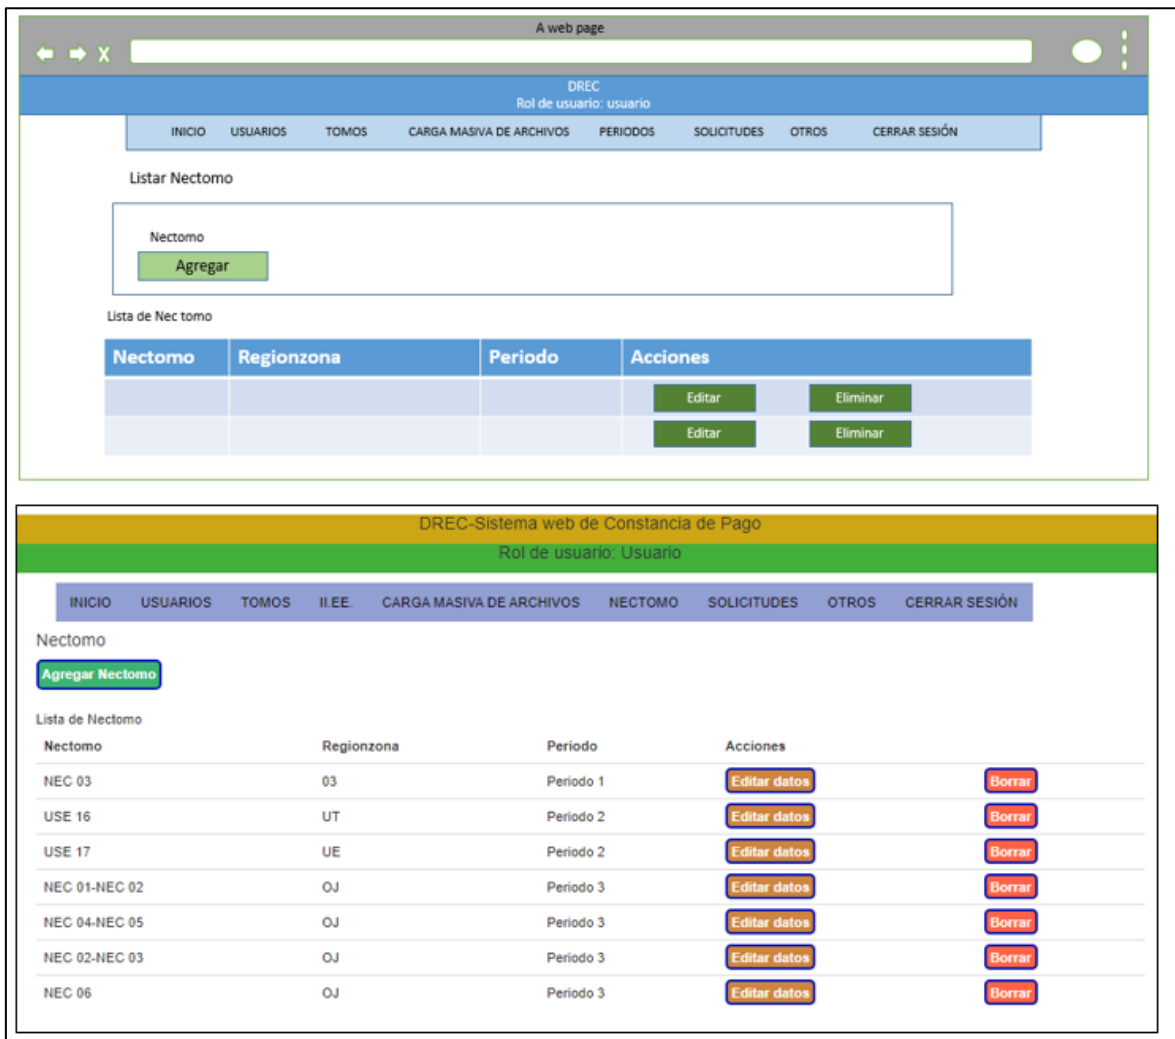 A web page
X
DREC
Rol de usuario: usuario
INICIO USUARIOS TOMOS CARGA MASIVA DE ARCHIVOS PERIODOS SOLICITUDES OTROS CERRAR SESIÓN
Listar Nectomo
Nectomo
Agregar
Lista de Nec tomo
Nectomo Regionzona Periodo Acciones
Editar Eliminar
Editar Eliminar
DREC-Sistema web de Constancia de Pago
Rol de usuario: Usuario
INICIO USUARIOS TOMOS II.EE. CARGA MASIVA DE ARCHIVOS NECTOMO SOLICITUDES OTROS CERRAR SESIÓN
Nectomo
Agregar Nectomo
Lista de Nectomo
Nectomo Regionzona Periodo Acciones
NEC 03 03 Periodo 1 Editar datos Borrar
USE 16 UT Periodo 2 Editar datos Borrar
USE 17 UE Periodo 2 Editar datos Borrar
NEC 01-NEC 02 OJ Periodo 3 Editar datos Borrar
NEC 04-NEC 05 OJ Periodo 3 Editar datos Borrar
NEC 02-NEC 03 OJ Periodo 3 Editar datos Borrar
NEC 06 OJ Periodo 3 Editar datos Borrar